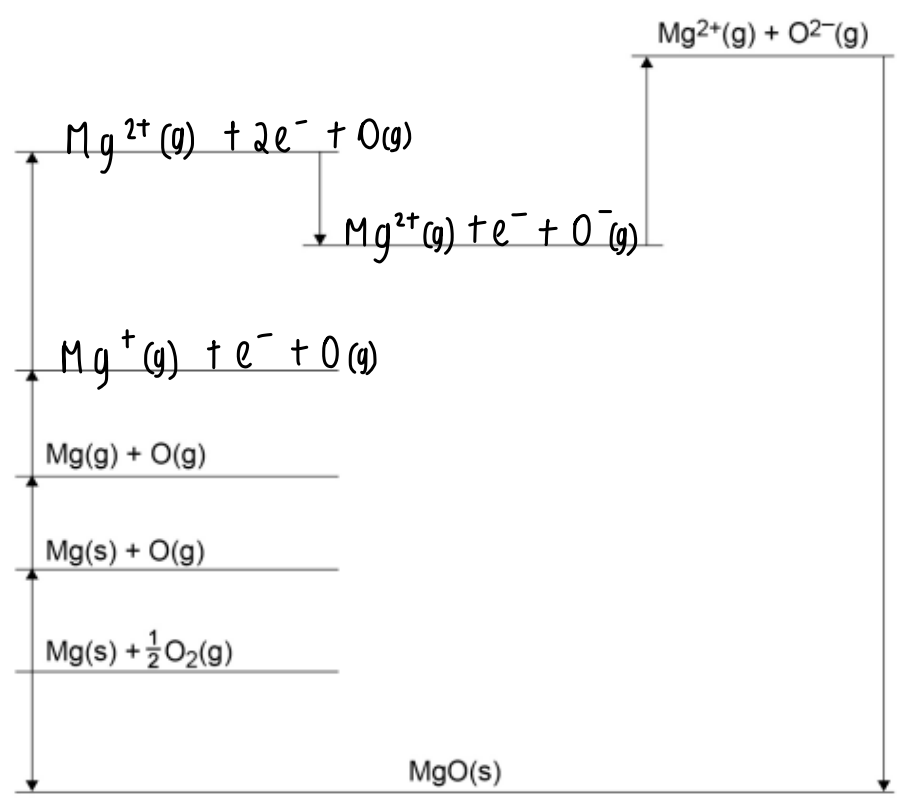 Mg²⁺(g) + O²⁻(g)
Mg²⁺(g) + 2e⁻ + O(g)
Mg²⁺(g) + e⁻ + O⁻(g)
Mg⁺(g) + e⁻ + O(g)
Mg(g) + O(g)
Mg(s) + O(g)
Mg(s) + ½O₂(g)
MgO(s)